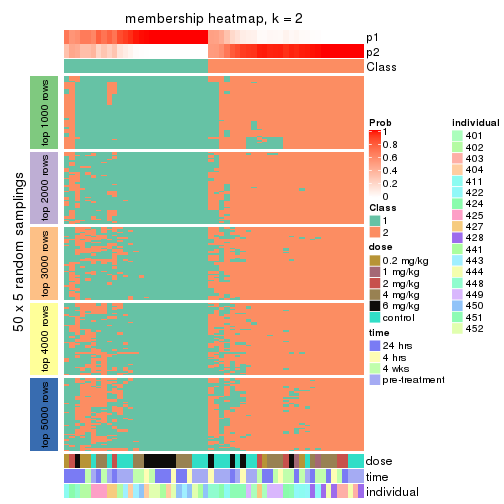 membership heatmap, k = 2
p1
p2
Class
50 x 5 random samplings
top 1000 rows
top 2000 rows
top 3000 rows
top 4000 rows
top 5000 rows
dose
time
individual
Prob
1
0.8
0.6
0.4
0.2
0
Class
1
2
dose
0.2 mg/kg
1 mg/kg
2 mg/kg
4 mg/kg
6 mg/kg
control
time
24 hrs
4 hrs
4 wks
pre-treatment
individual
401
402
403
404
411
422
424
425
427
428
441
443
444
448
449
450
451
452